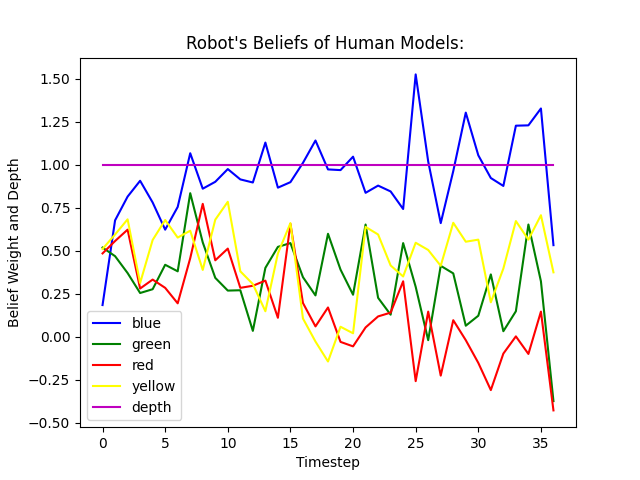 Robot's Beliefs of Human Models:
Belief Weight and Depth
1.50
1.25
1.00
0.75
0.50
0.25
0.00
−0.25
−0.50
blue
green
red
yellow
depth
0 5 10 15 20 25 30 35
Timestep